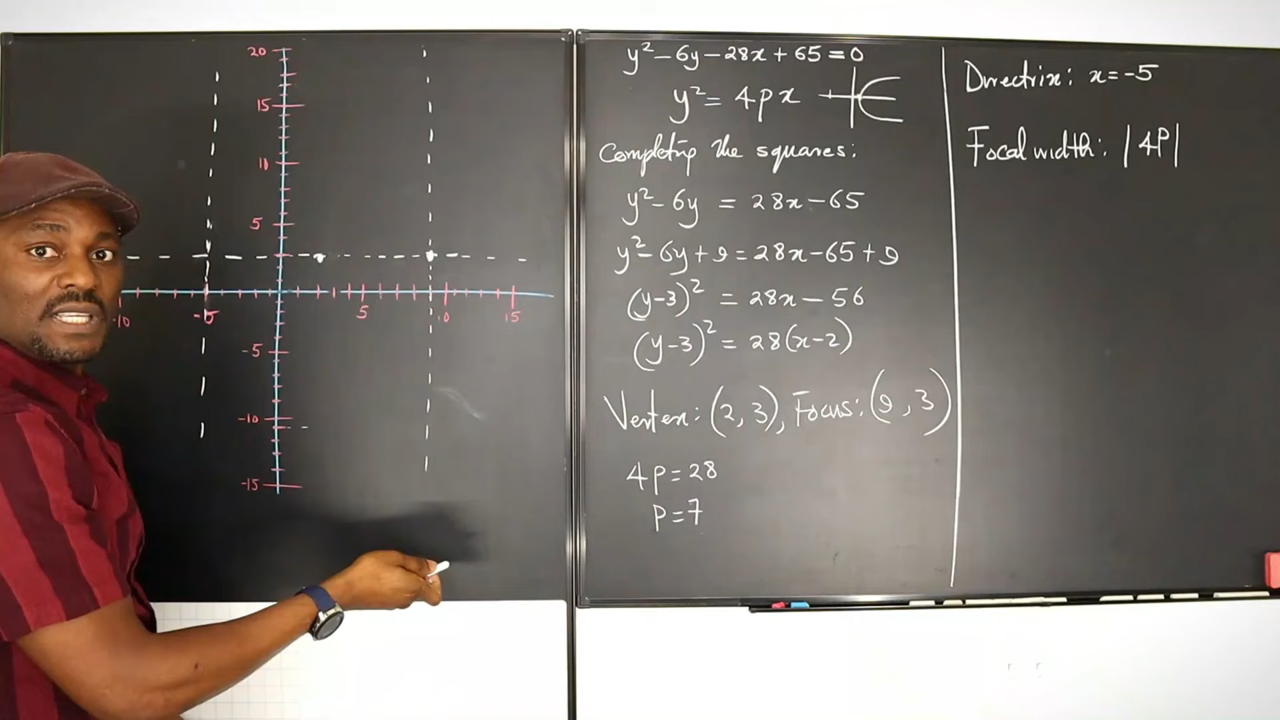 20
15
10
5
-10 -5 5 10 15
-5
-10
-15
y² - 6y - 28x + 65 = 0
y² = 4px
Completing the squares:
y² - 6y = 28x - 65
y² - 6y + 9 = 28x - 65 + 9
(y-3)² = 28x - 56
(y-3)² = 28(x-2)
Vertex: (2, 3), Focus: (9, 3)
4P = 28
P = 7
Directrix: x = -5
Focal width: |4P|